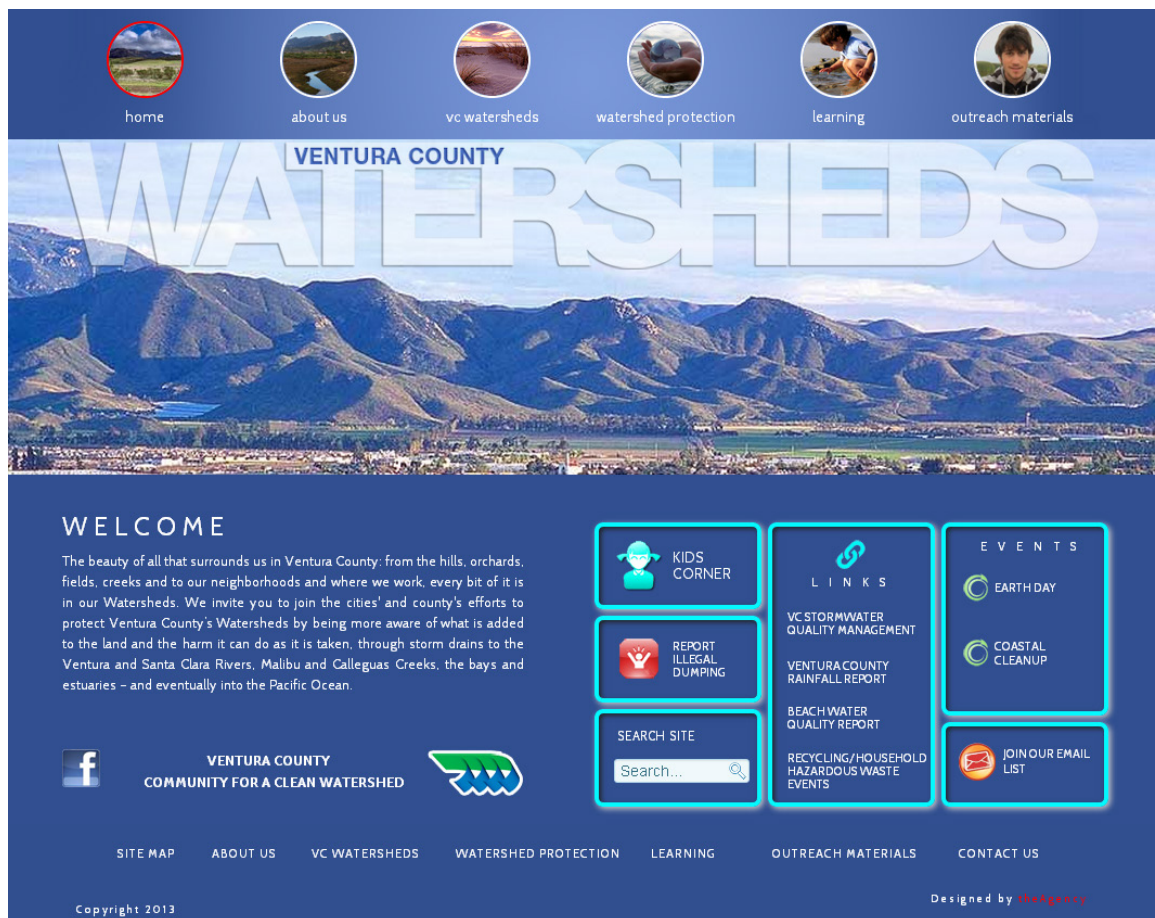 home
about us
vc watersheds
watershed protection
learning
outreach materials
WATERSHEDS
VENTURA COUNTY
WELCOME
The beauty of all that surrounds us in Ventura County: from the hills, orchards,
fields, creeks and to our neighborhoods and where we work, every bit of it is
in our Watersheds. We invite you to join the cities' and county's efforts to
protect Ventura County's Watersheds by being more aware of what is added
to the land and the harm it can do as it is taken, through storm drains to the
Ventura and Santa Clara Rivers, Malibu and Calleguas Creeks, the bays and
estuaries – and eventually into the Pacific Ocean.
f
VENTURA COUNTY
COMMUNITY FOR A CLEAN WATERSHED
KIDS
CORNER
REPORT
ILLEGAL
DUMPING
SEARCH SITE
Search...
LINKS
VC STORMWATER
QUALITY MANAGEMENT
VENTURA COUNTY
RAINFALL REPORT
BEACH WATER
QUALITY REPORT
RECYCLING/HOUSEHOLD
HAZARDOUS WASTE
EVENTS
EVENTS
EARTH DAY
COASTAL
CLEANUP
JOIN OUR EMAIL
LIST
SITE MAP
ABOUT US
VC WATERSHEDS
WATERSHED PROTECTION
LEARNING
OUTREACH MATERIALS
CONTACT US
Copyright 2013
Designed by